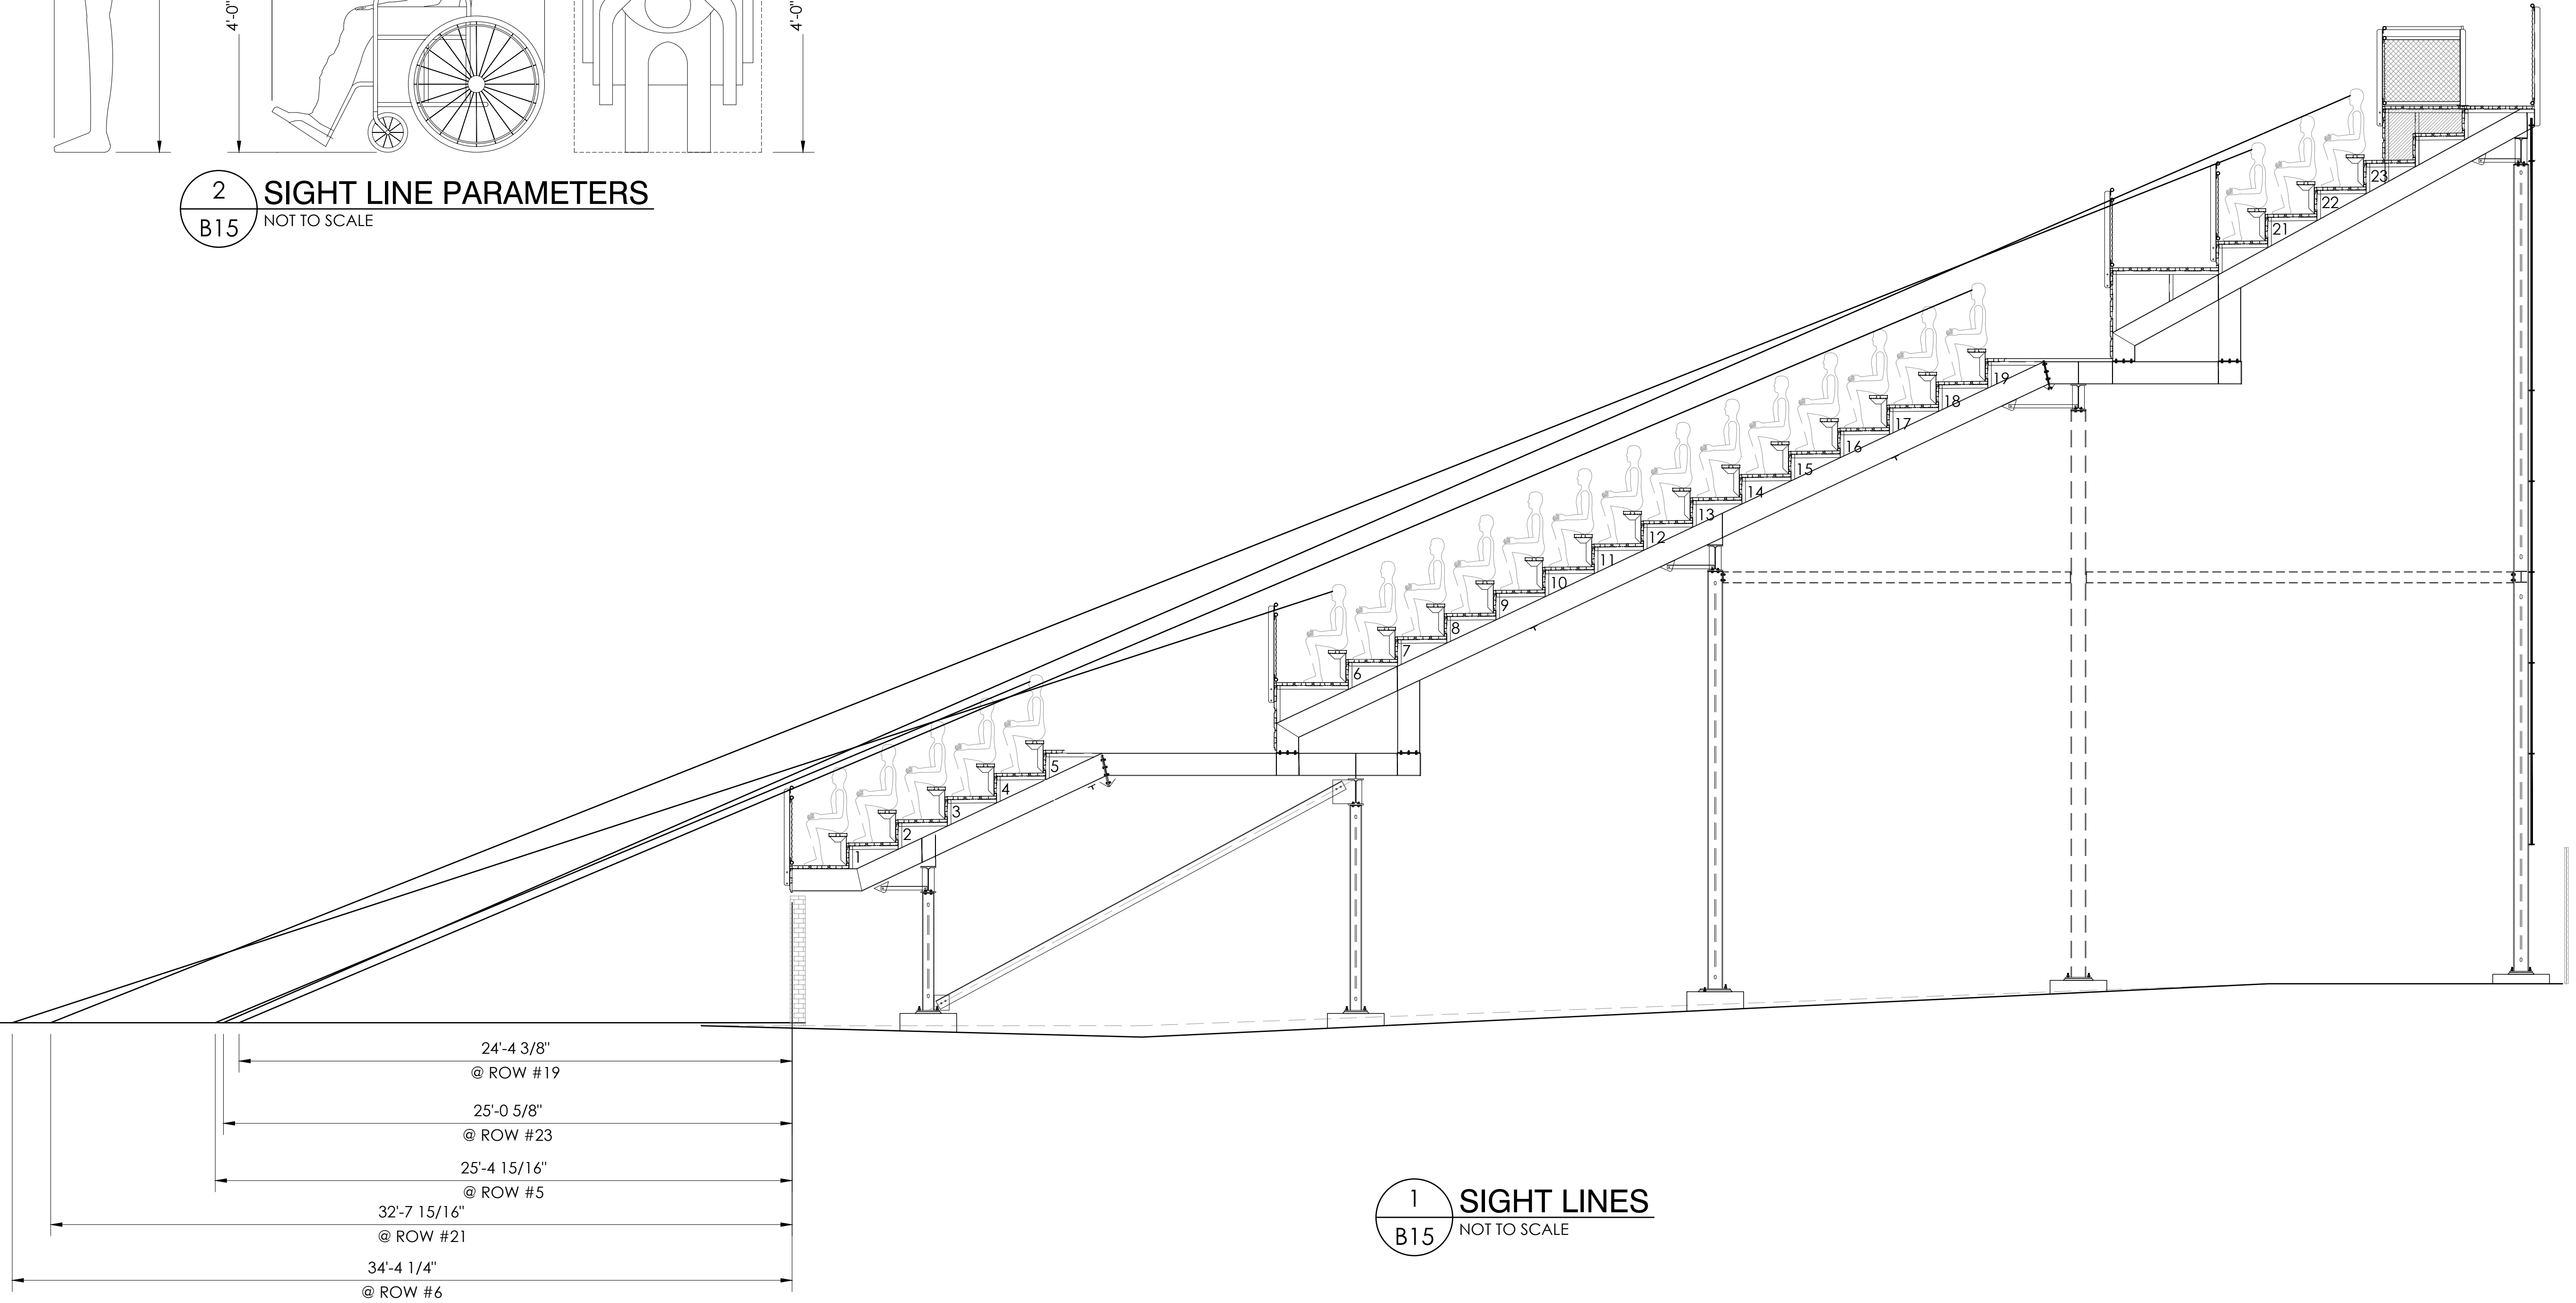 4'-0"
4'-0"
2
B15
SIGHT LINE PARAMETERS
NOT TO SCALE
23
22
21
19
18
17
16
15
14
13
12
11
10
9
8
7
6
5
4
3
2
1
24'-4 3/8"
@ ROW #19
25'-0 5/8"
@ ROW #23
25'-4 15/16"
@ ROW #5
32'-7 15/16"
@ ROW #21
34'-4 1/4"
@ ROW #6
1
B15
SIGHT LINES
NOT TO SCALE